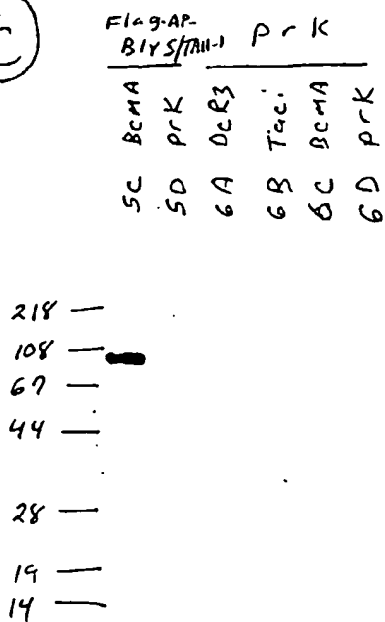 Flag-AP-
BlyS/TAll-1 PrK
5C BCMA
5D PrK
6A DcR3
6B Taci
6C BCMA
6D PrK
218
108
67
44
28
19
14